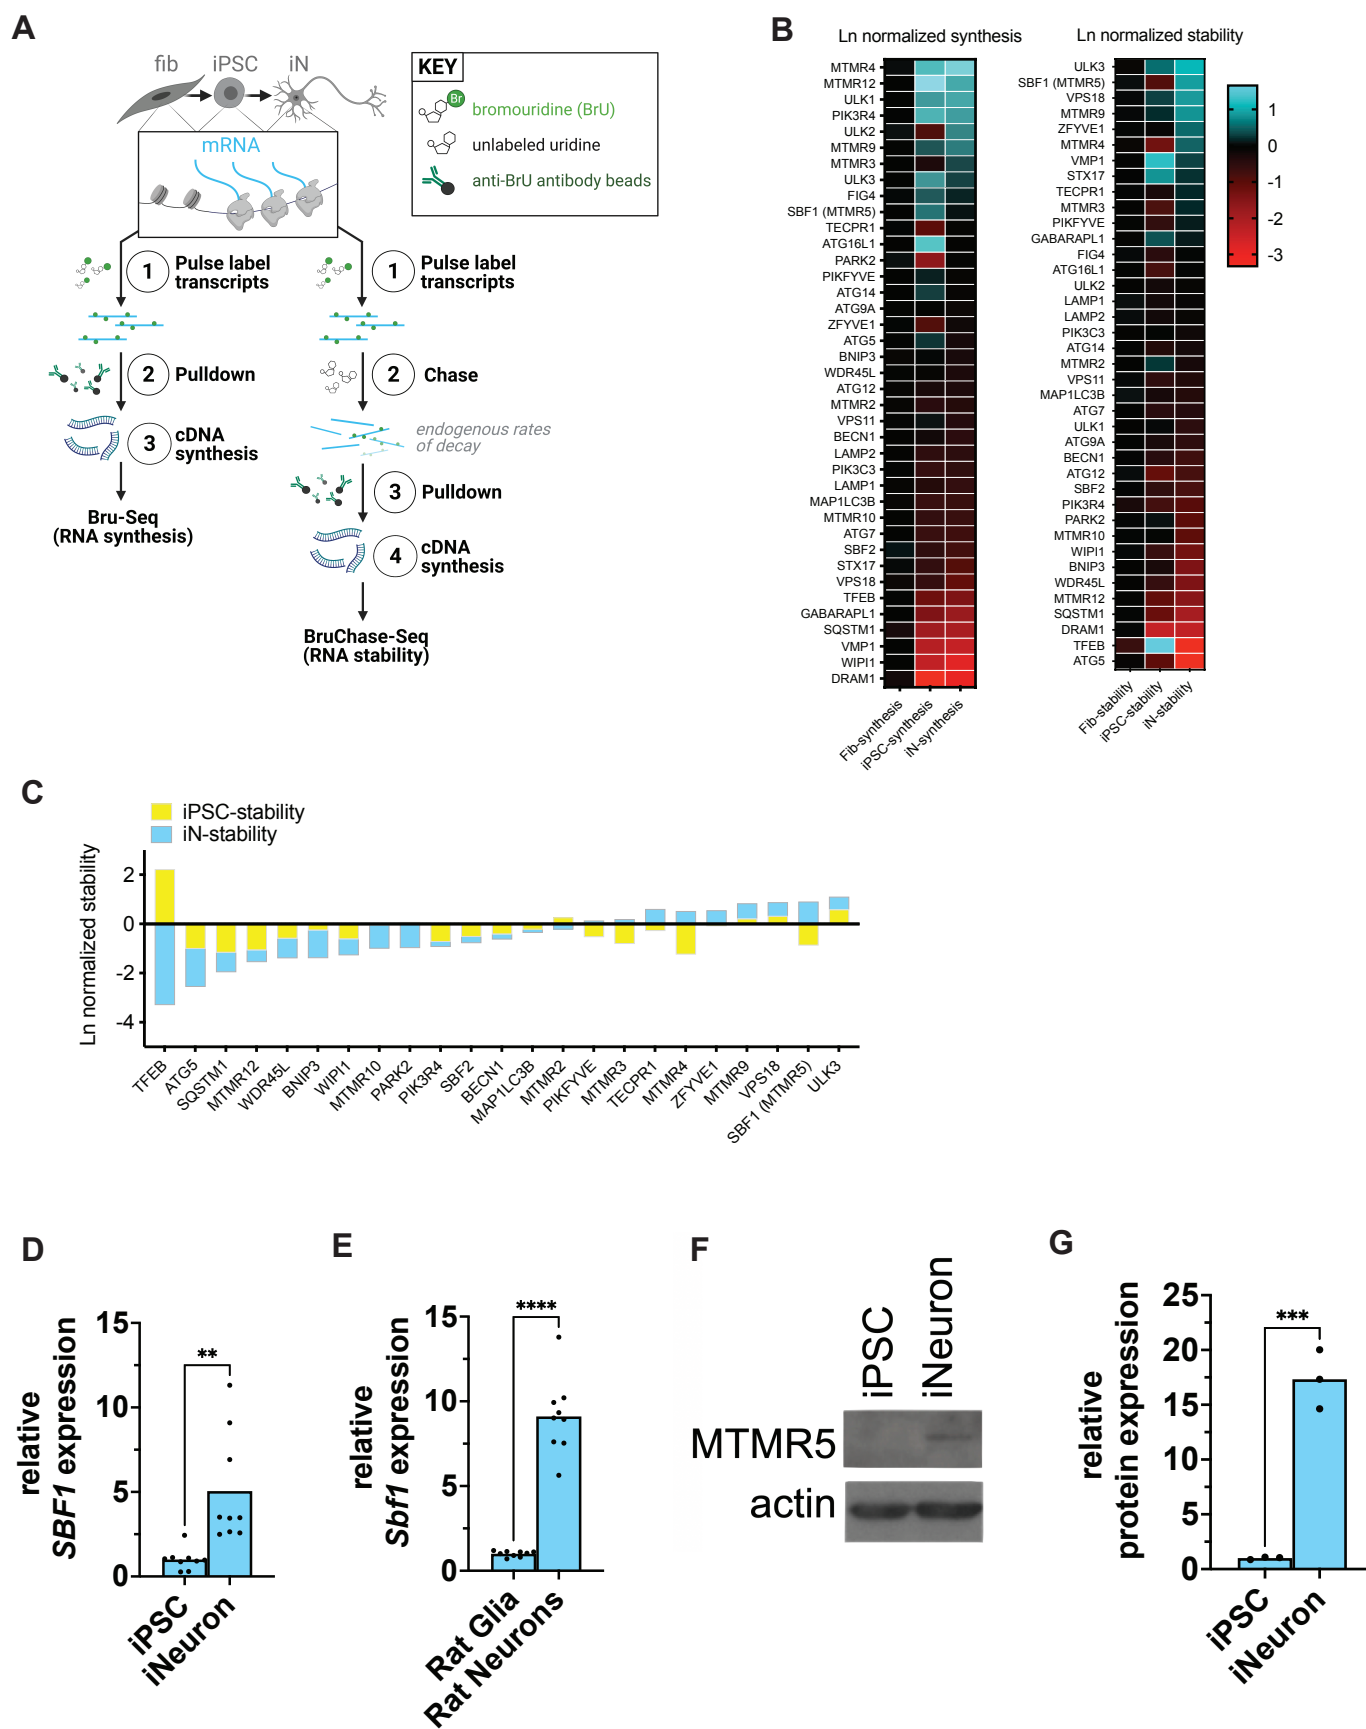 A
fib
iPSC
iN
mRNA
KEY
Br
bromouridine (BrU)
unlabeled uridine
anti-BrU antibody beads
1
Pulse label
transcripts
2
Pulldown
3
cDNA
synthesis
Bru-Seq
(RNA synthesis)
1
Pulse label
transcripts
2
Chase
endogenous rates
of decay
3
Pulldown
4
cDNA
synthesis
BruChase-Seq
(RNA stability)
B
Ln normalized synthesis
MTMR4
MTMR12
ULK1
PIK3R4
ULK2
MTMR9
MTMR3
ULK3
FIG4
SBF1 (MTMR5)
TECPR1
ATG16L1
PARK2
PIKFYVE
ATG14
ATG9A
ZFYVE1
ATG5
BNIP3
WDR45L
ATG12
MTMR2
VPS11
BECN1
LAMP2
PIK3C3
LAMP1
MAP1LC3B
MTMR10
ATG7
SBF2
STX17
VPS18
TFEB
GABARAPL1
SQSTM1
VMP1
WIPI1
DRAM1
Fib-synthesis
iPSC-synthesis
iN-synthesis
Ln normalized stability
ULK3
SBF1 (MTMR5)
VPS18
MTMR9
ZFYVE1
MTMR4
VMP1
STX17
TECPR1
MTMR3
PIKFYVE
GABARAPL1
FIG4
ATG16L1
ULK2
LAMP1
LAMP2
PIK3C3
ATG14
MTMR2
VPS11
MAP1LC3B
ATG7
ULK1
ATG9A
BECN1
ATG12
SBF2
PIK3R4
PARK2
MTMR10
WIPI1
BNIP3
WDR45L
MTMR12
SQSTM1
DRAM1
TFEB
ATG5
Fib-stability
iPSC-stability
iN-stability
1
0
-1
-2
-3
C
iPSC-stability
iN-stability
Ln normalized stability
2
0
-2
-4
TFEB
ATG5
SQSTM1
MTMR12
WDR45L
BNIP3
WIPI1
MTMR10
PARK2
PIK3R4
SBF2
BECN1
MAP1LC3B
MTMR2
PIKFYVE
MTMR3
TECPR1
MTMR4
ZFYVE1
MTMR9
VPS18
SBF1 (MTMR5)
ULK3
D
relative
SBF1 expression
15
10
5
0
**
iPSC
iNeuron
E
relative
Sbf1 expression
15
10
5
0
****
Rat Glia
Rat Neurons
F
iPSC
iNeuron
MTMR5
actin
G
relative
protein expression
25
20
15
10
5
0
***
iPSC
iNeuron